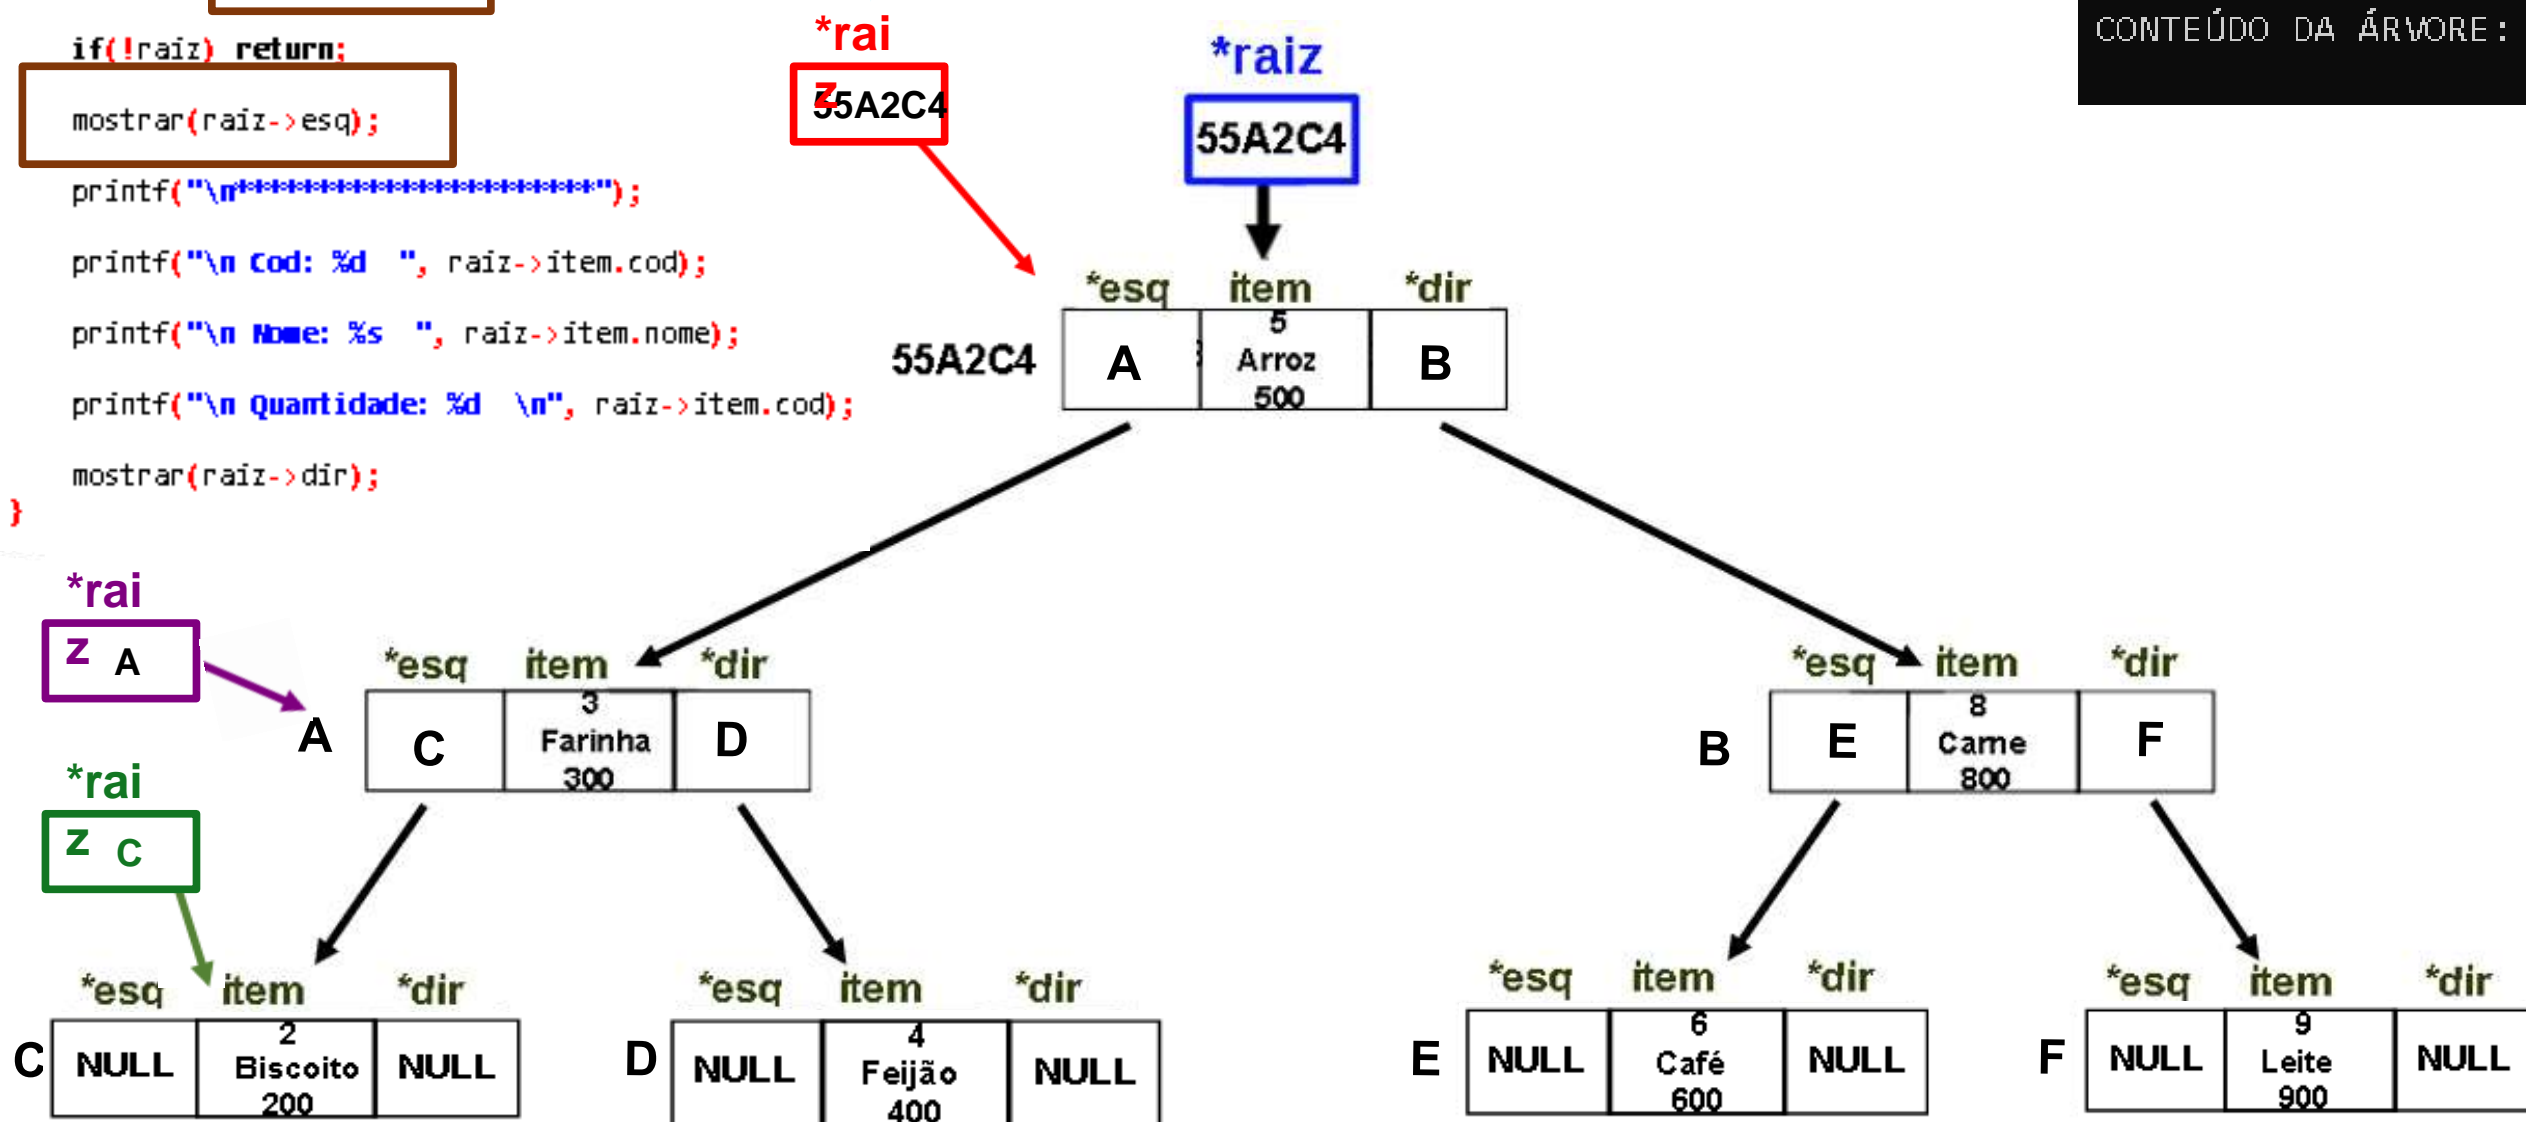 if(!raiz) return;
mostrar(raiz->esq);
printf("\n**********************");
printf("\n Cod: %d  ", raiz->item.cod);
printf("\n Nome: %s  ", raiz->item.nome);
printf("\n Quantidade: %d  \n", raiz->item.cod);
mostrar(raiz->dir);
}
*rai
z
55A2C4
*raiz
55A2C4
CONTEÚDO DA ÁRVORE:
*esq item *dir
55A2C4
A
5
Arroz
500
B
*rai
z A
*rai
z C
*esq item *dir
A
C
3
Farinha
300
D
*esq item *dir
B
E
8
Carne
800
F
*esq item *dir
C
NULL
2
Biscoito
200
NULL
*esq item *dir
D
NULL
4
Feijão
400
NULL
*esq item *dir
E
NULL
6
Café
600
NULL
*esq item *dir
F
NULL
9
Leite
900
NULL